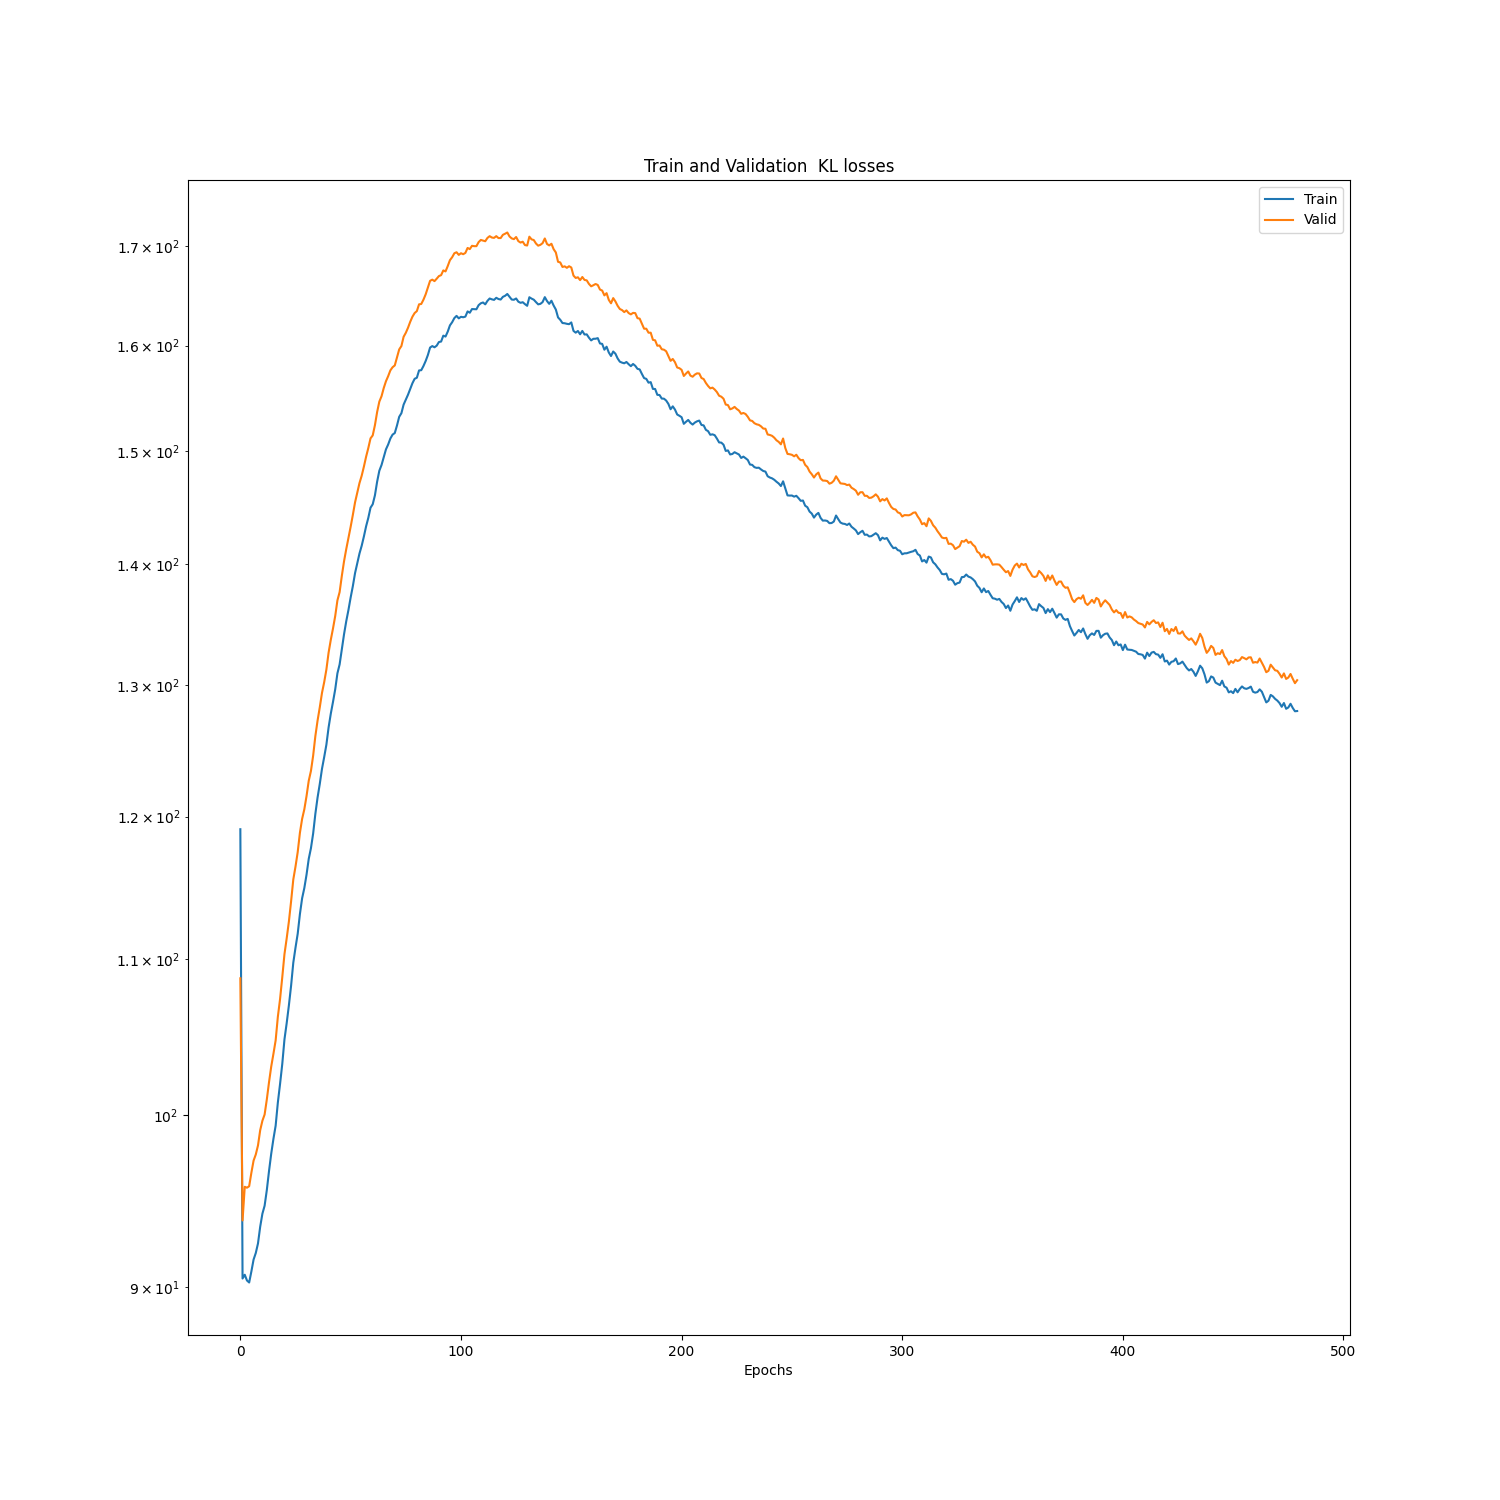 Train and Validation  KL losses
Train
Valid
1.7 × 10²
1.6 × 10²
1.5 × 10²
1.4 × 10²
1.3 × 10²
1.2 × 10²
1.1 × 10²
10²
9 × 10¹
0 100 200 300 400 500
Epochs